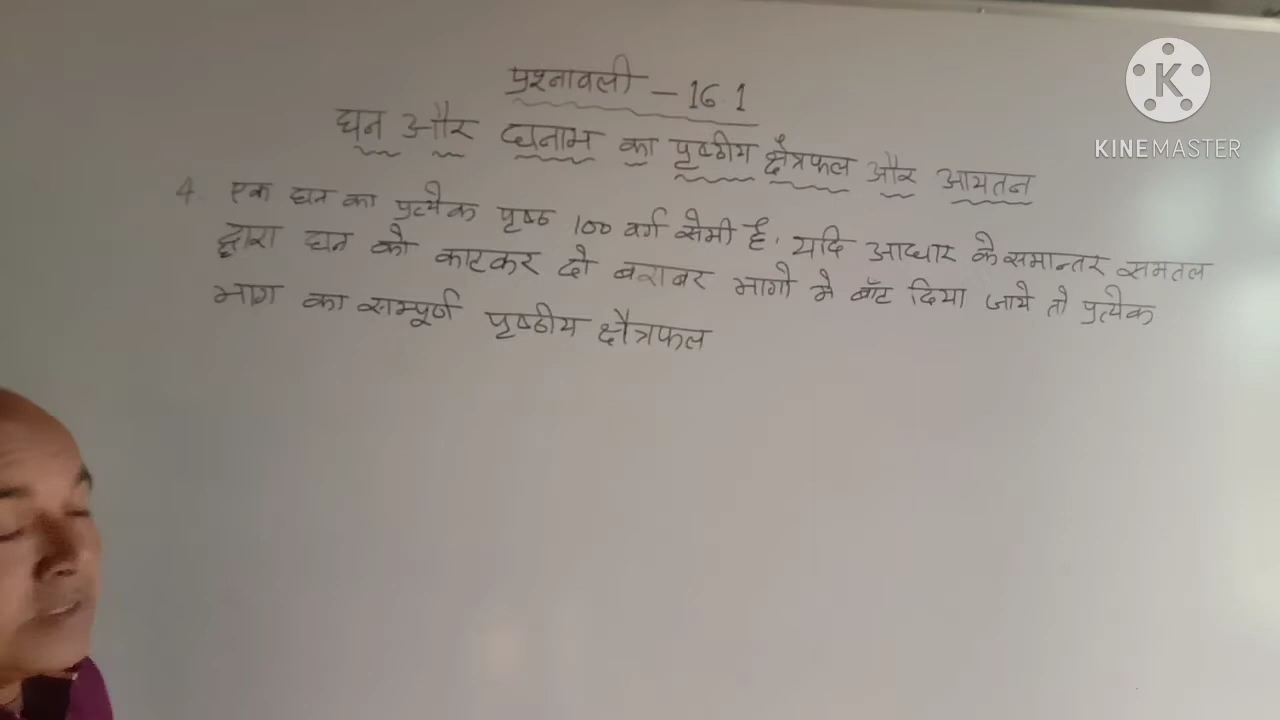 प्रश्नावली - 16.1
K
KINEMASTER
घन और घनाभ का पृष्ठीय क्षैत्रफल और आयतन
4. एक घन का प्रत्येक पृष्ठ 100 वर्ग सेमी है. यदि आधार के समान्तर समतल
द्वारा घन को काटकर दो बराबर भागो मे बॉट दिया जाये तो प्रत्येक
भाग का सम्पूर्ण पृष्ठीय क्षैत्रफल